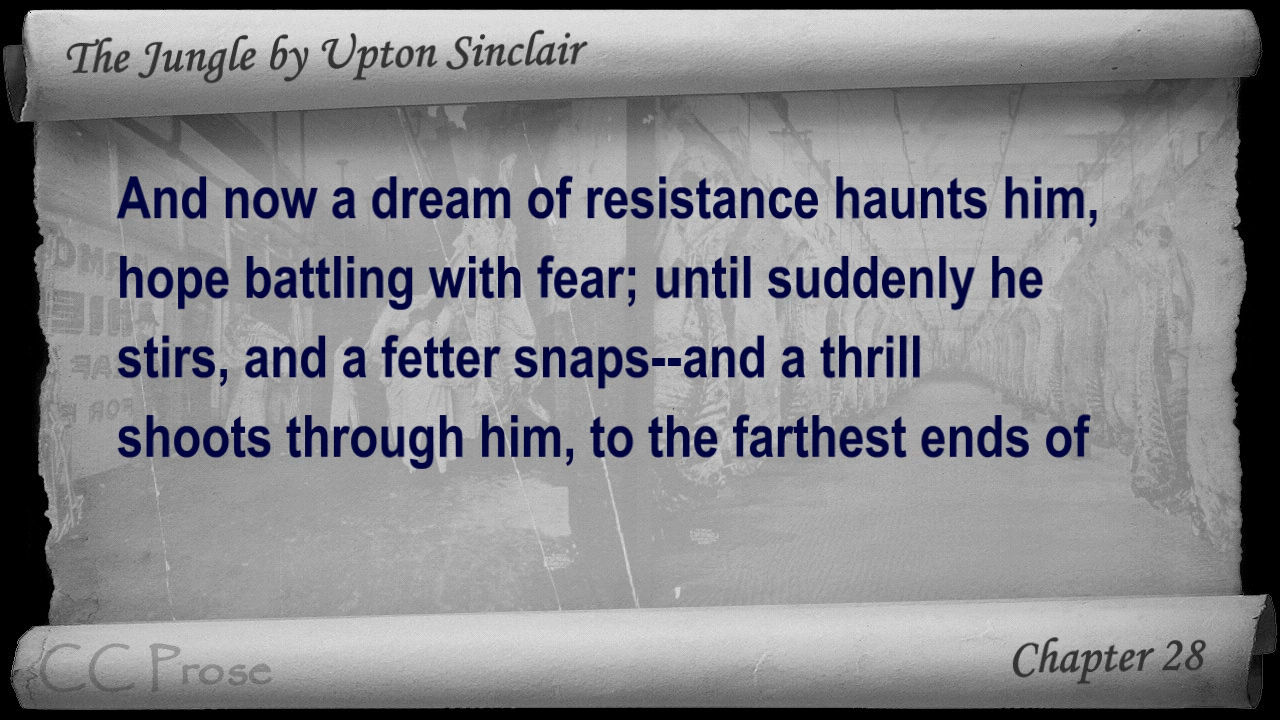 The Jungle by Upton Sinclair
And now a dream of resistance haunts him,
hope battling with fear; until suddenly he
stirs, and a fetter snaps--and a thrill
shoots through him, to the farthest ends of
CC Prose
Chapter 28